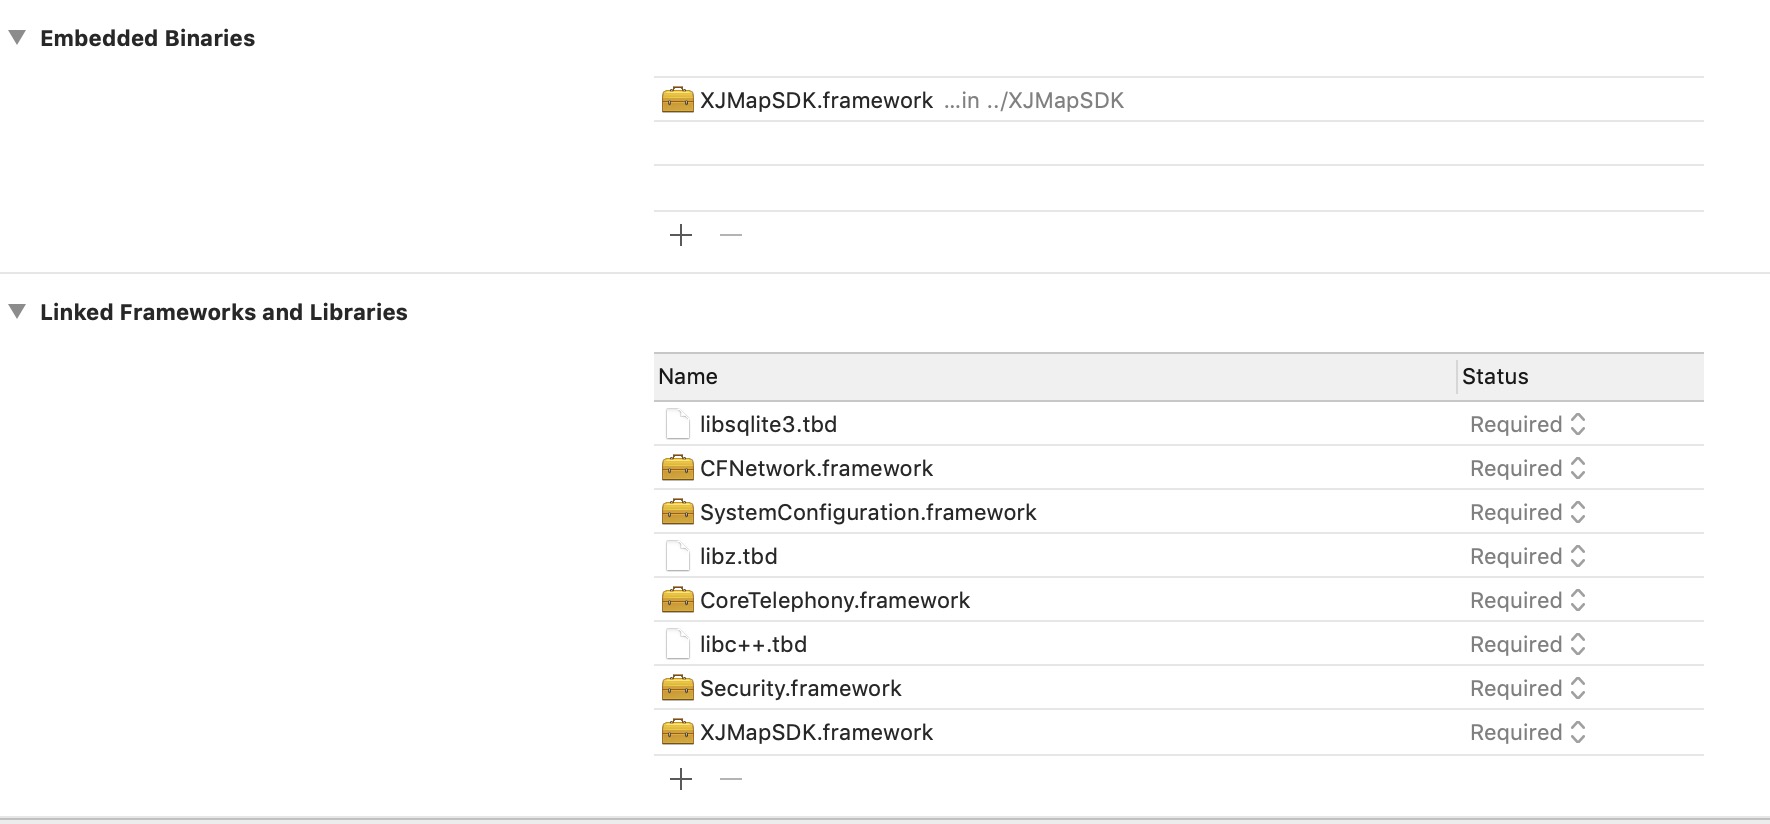 Embedded Binaries
XJMapSDK.framework ...in ../XJMapSDK
Linked Frameworks and Libraries
Name Status
libsqlite3.tbd Required
CFNetwork.framework Required
SystemConfiguration.framework Required
libz.tbd Required
CoreTelephony.framework Required
libc++.tbd Required
Security.framework Required
XJMapSDK.framework Required